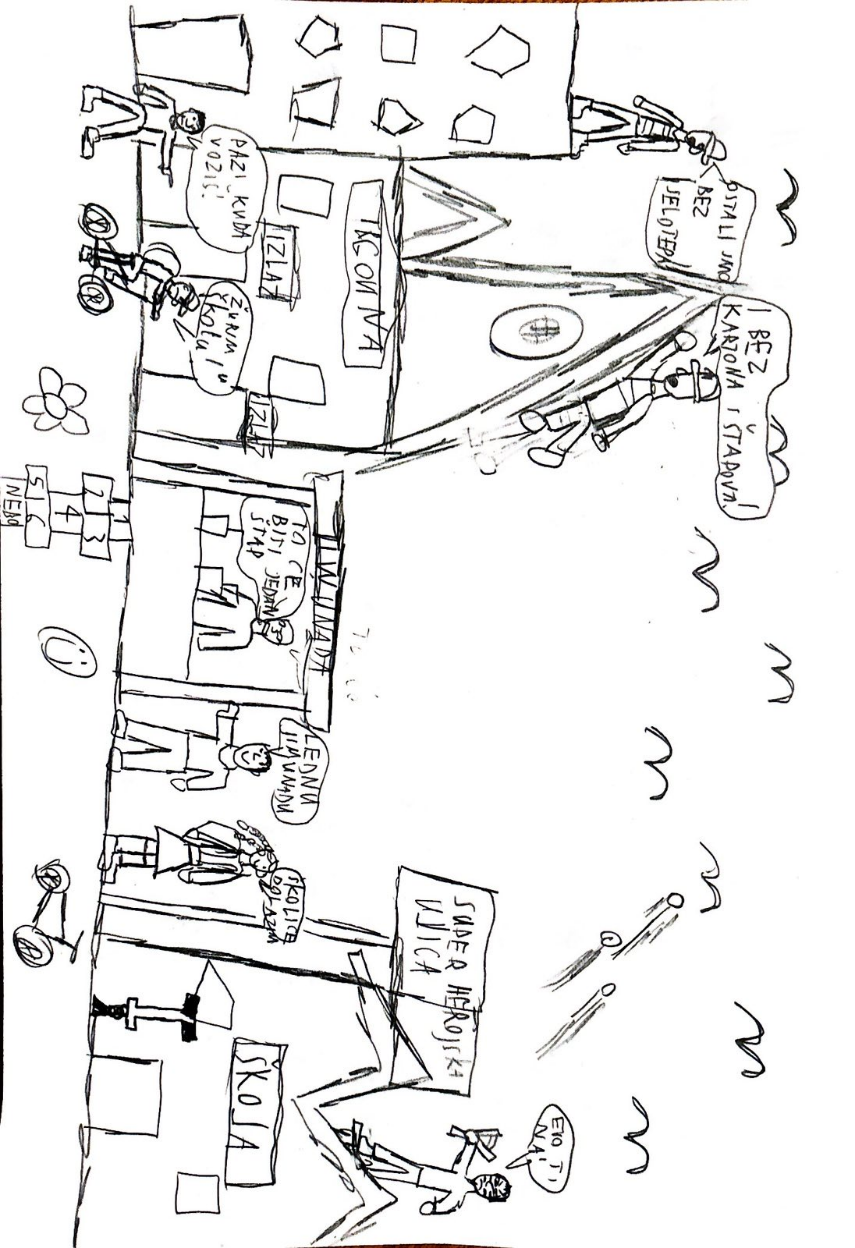 OSTALI SMO
BEZ
SELOTEPA
I BEZ
KARTONA I ŠTAPOVA!
PAZI KUDA
VOZIŠ!
ŽURIM U
ŠKOLU!
TRGOVINA
IZLAZ
IZLAZ
LIMUNADA
TO ĆE
BITI JEDAN
ŠTAP
JEDNU
LIMUNADU
ŠKOLICE
SUPER HEROJSKA
ULICA
ŠKOLA
EVO TI
NA!
1
2 3
4
5 6
NEBO